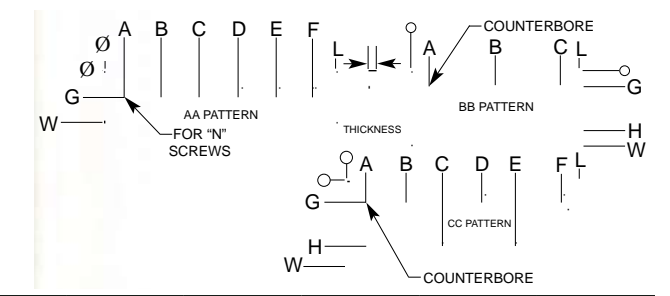 COUNTERBORE
Ø A B C D E F L A B C L
Ø
G G
AA PATTERN BB PATTERN
W FOR "N" THICKNESS H
SCREWS W
A B C D E F L
G
CC PATTERN
H
W
COUNTERBORE